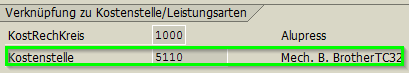 Verknüpfung zu Kostenstelle/Leistungsarten
KostRechKreis 1000 Alupress
Kostenstelle 5110 Mech. B. BrotherTC32